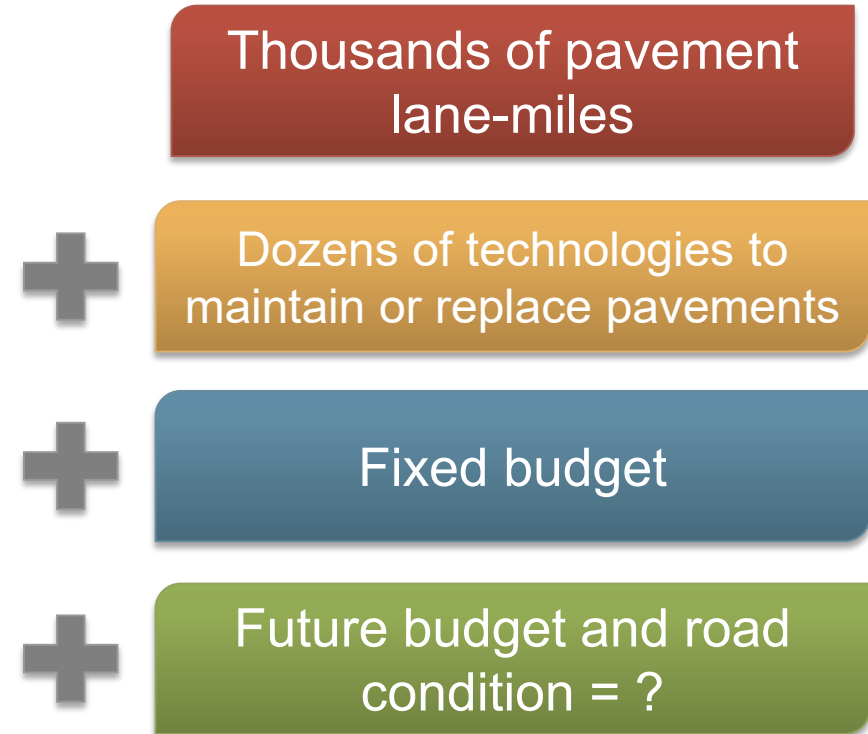 Thousands of pavement
lane-miles
Dozens of technologies to
maintain or replace pavements
Fixed budget
Future budget and road
condition = ?